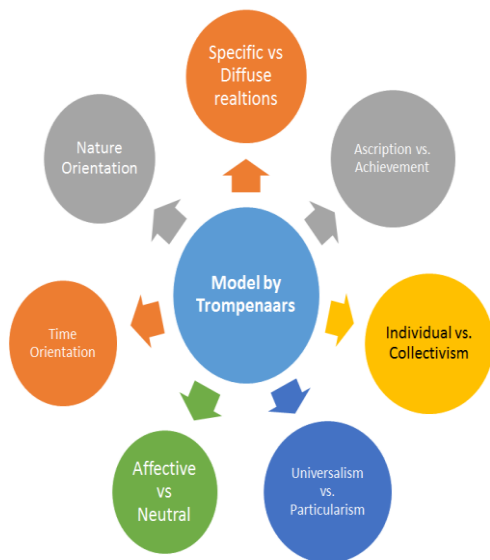 Specific vs
Diffuse
realtions
Nature
Orientation
Ascription vs.
Achievement
Model by
Trompenaars
Time
Orientation
Individual vs.
Collectivism
Affective
vs
Neutral
Universalism
vs.
Particularism